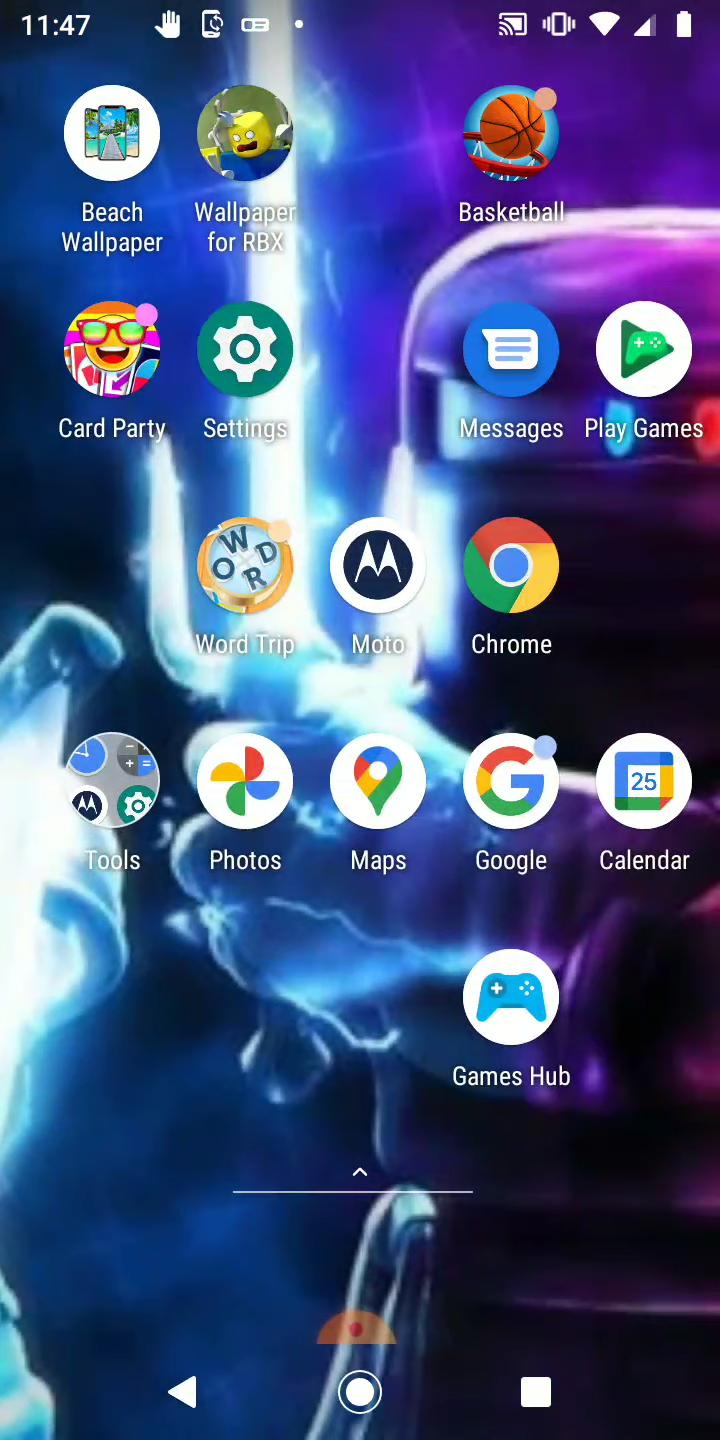 11:47
Beach
Wallpaper
Wallpaper
for RBX
Basketball
Card Party
Settings
Messages
Play Games
W
O
R
D
Word Trip
Moto
Chrome
25
Tools
Photos
Maps
Google
Calendar
Games Hub